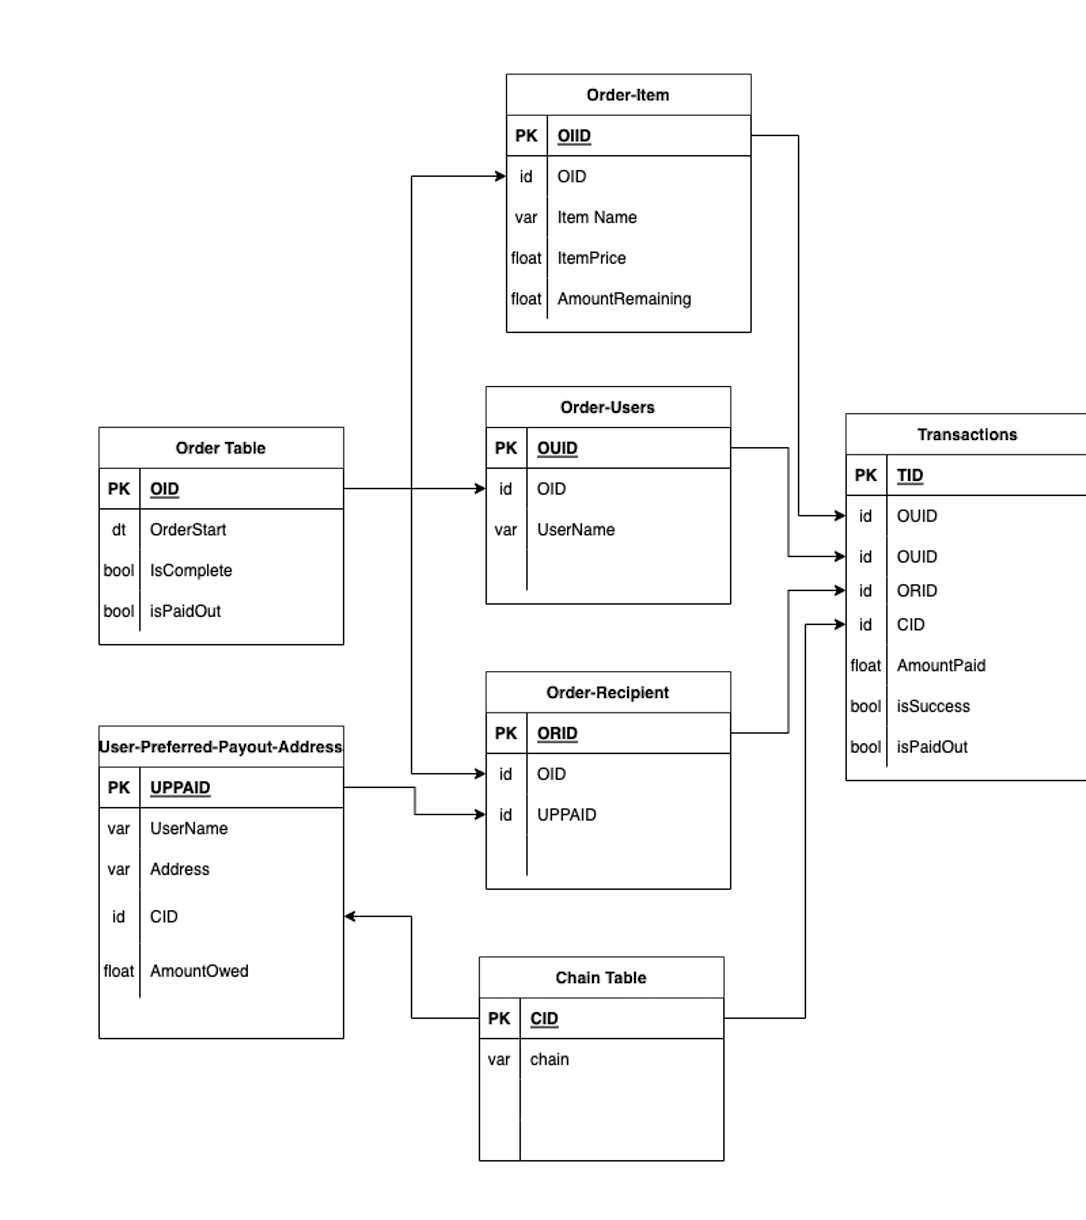 Order-Item
PK OIID
id OID
var Item Name
float ItemPrice
float AmountRemaining
Order-Users
PK OUID
id OID
var UserName
Order Table
PK OID
dt OrderStart
bool IsComplete
bool isPaidOut
Transactions
PK TID
id OUID
id OUID
id ORID
id CID
float AmountPaid
bool isSuccess
bool isPaidOut
Order-Recipient
PK ORID
id OID
id UPPAID
User-Preferred-Payout-Address
PK UPPAID
var UserName
var Address
id CID
float AmountOwed
Chain Table
PK CID
var chain